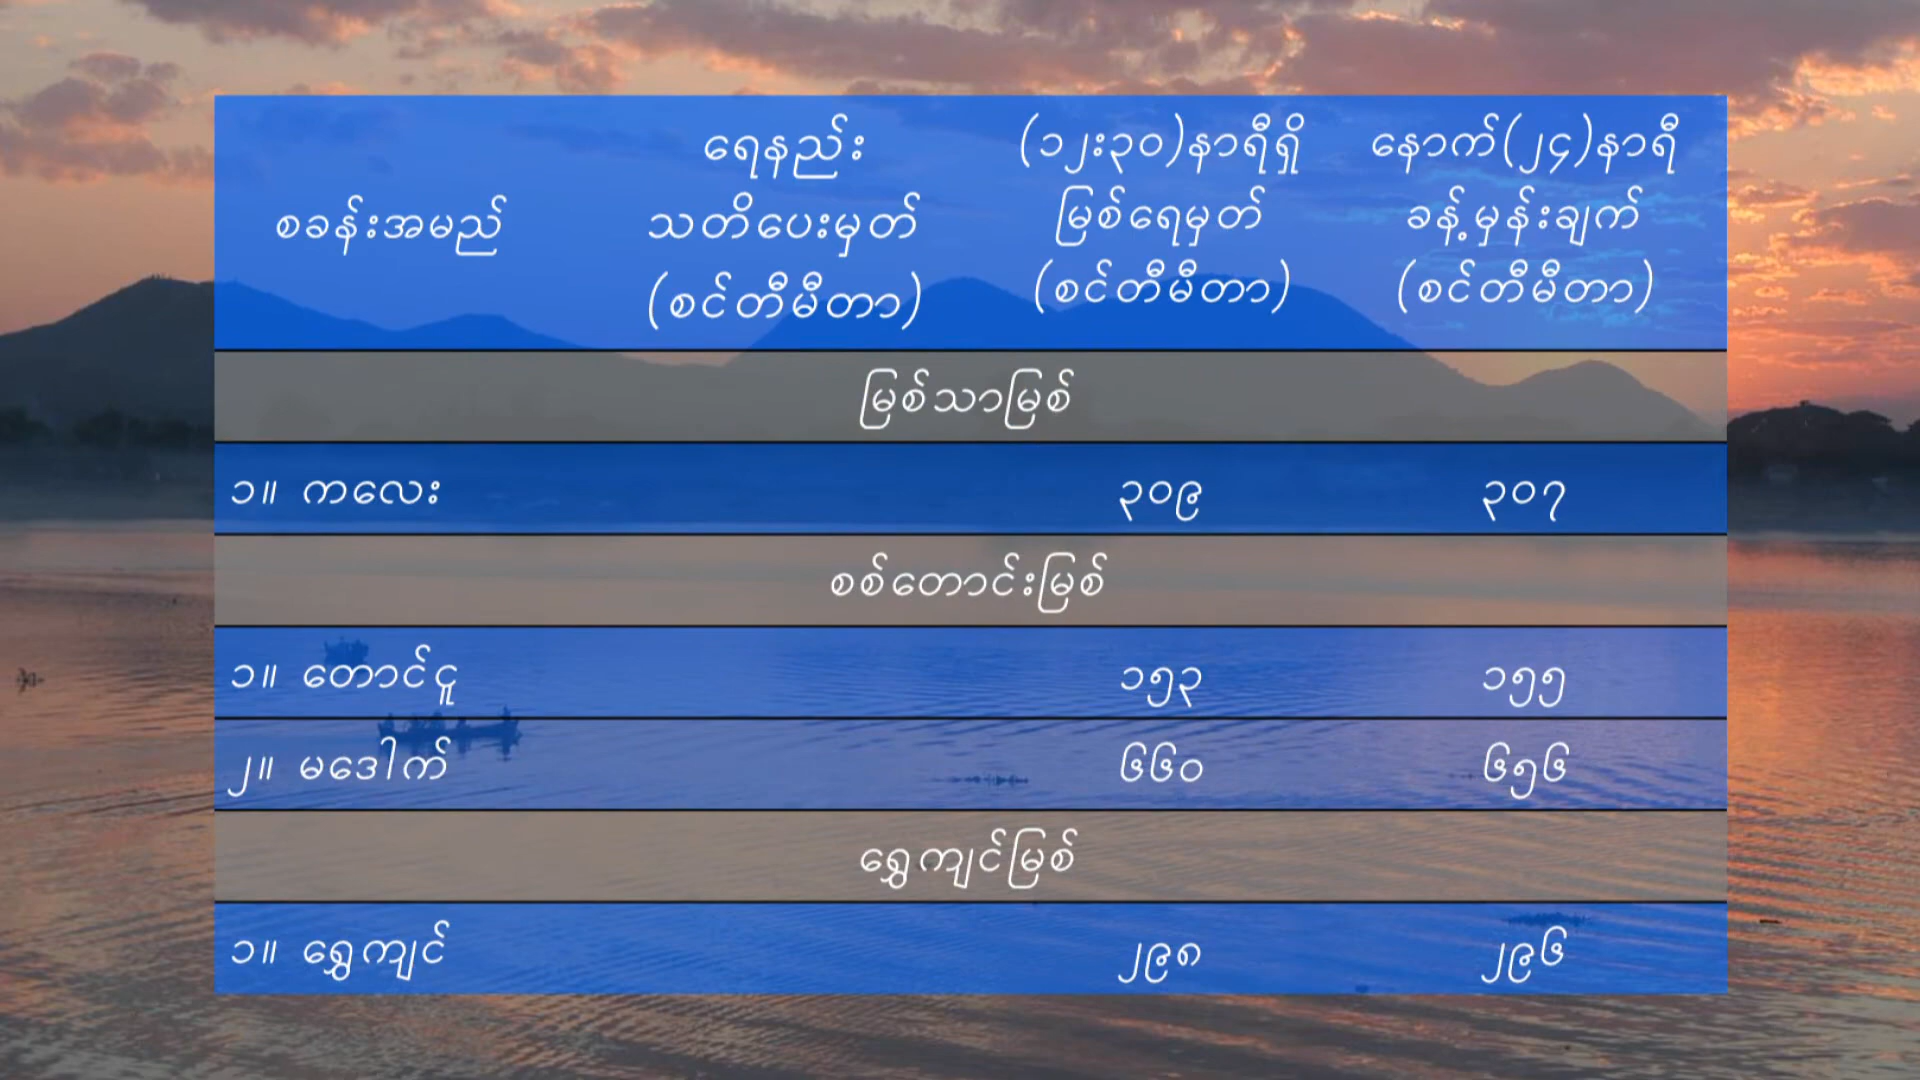 စခန်းအမည်
ရေနည်း
သတိပေးမှတ်
(စင်တီမီတာ)
(၁၂း၃၀)နာရီရှိ
မြစ်ရေမှတ်
(စင်တီမီတာ)
နောက်(၂၄)နာရီ
ခန့်မှန်းချက်
(စင်တီမီတာ)
မြစ်သာမြစ်
၁။ ကလေး ၃၀၉ ၃၀၇
စစ်တောင်းမြစ်
၁။ တောင်ငူ ၁၅၃ ၁၅၅
၂။ မဒေါက် ၆၆၀ ၆၅၆
ရွှေကျင်မြစ်
၁။ ရွှေကျင် ၂၉၈ ၂၉၆